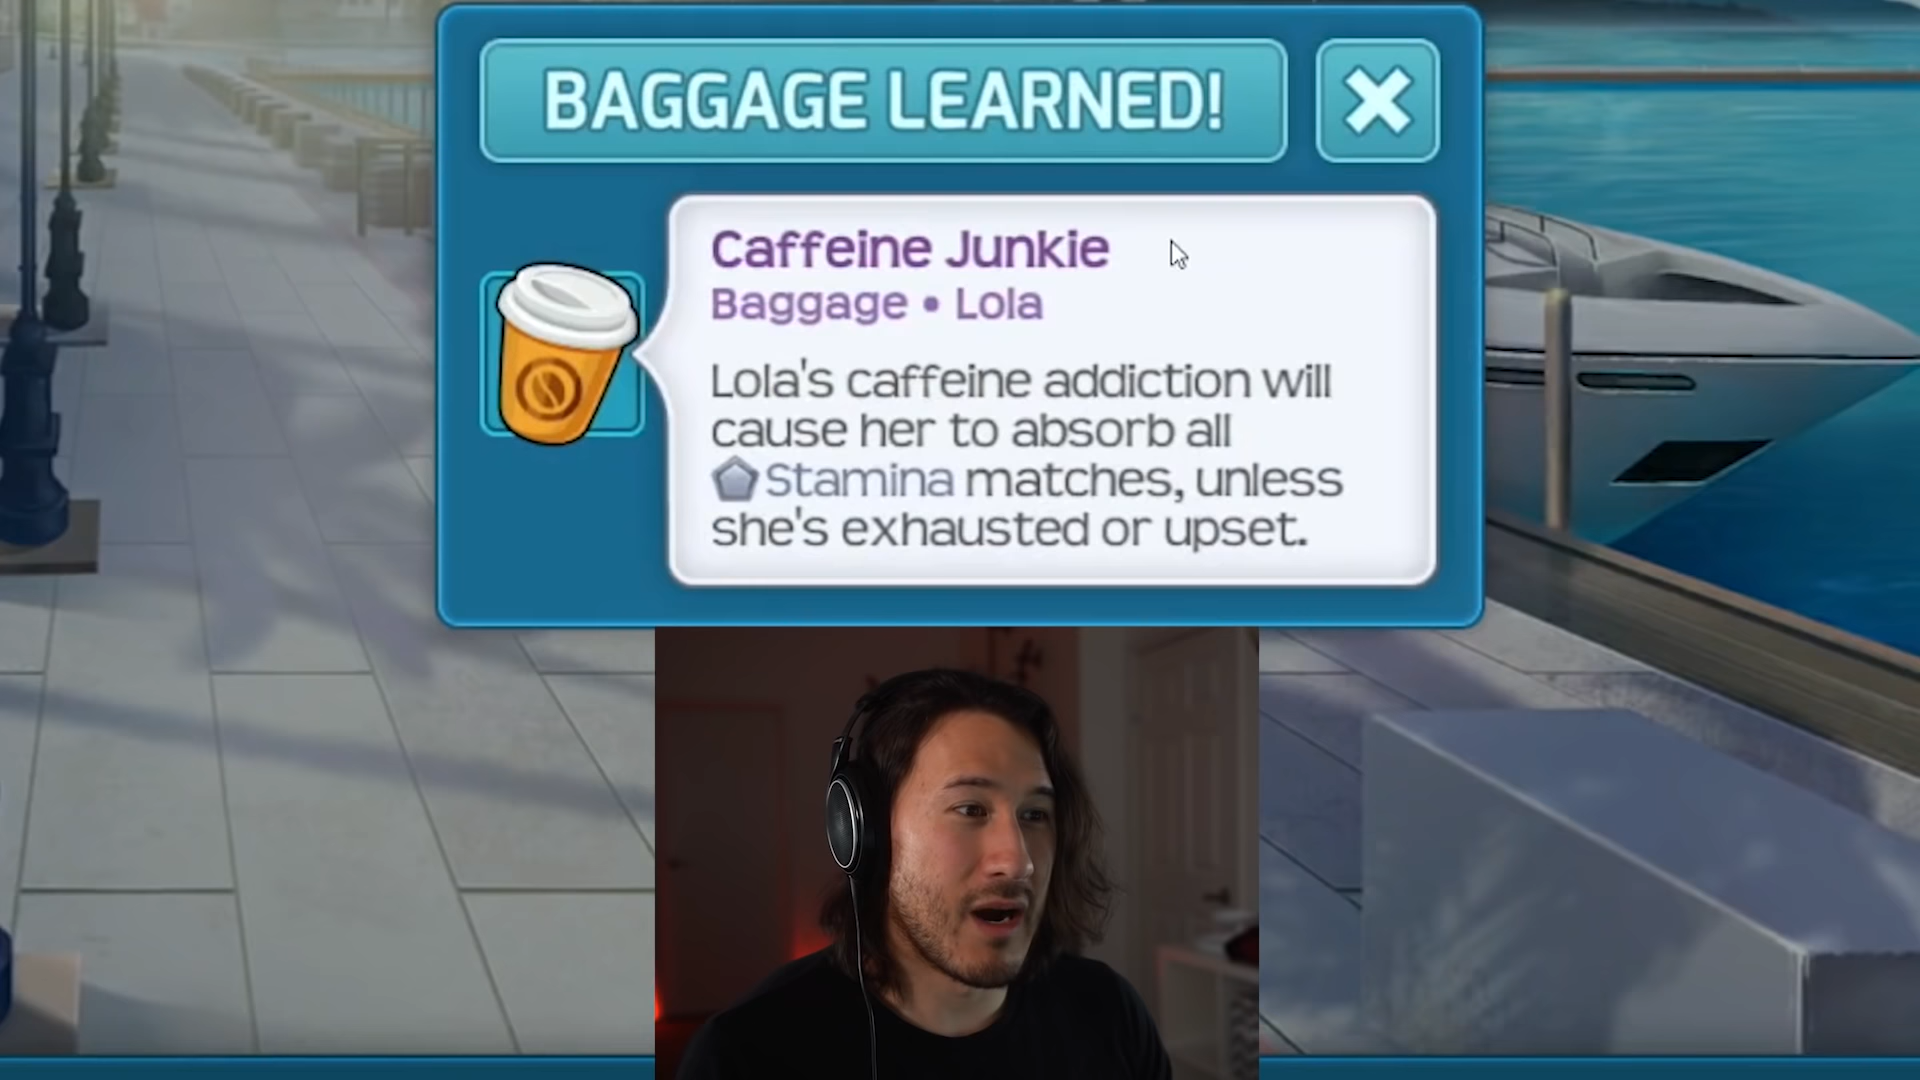 BAGGAGE LEARNED!
Caffeine Junkie
Baggage • Lola
Lola's caffeine addiction will
cause her to absorb all
Stamina matches, unless
she's exhausted or upset.